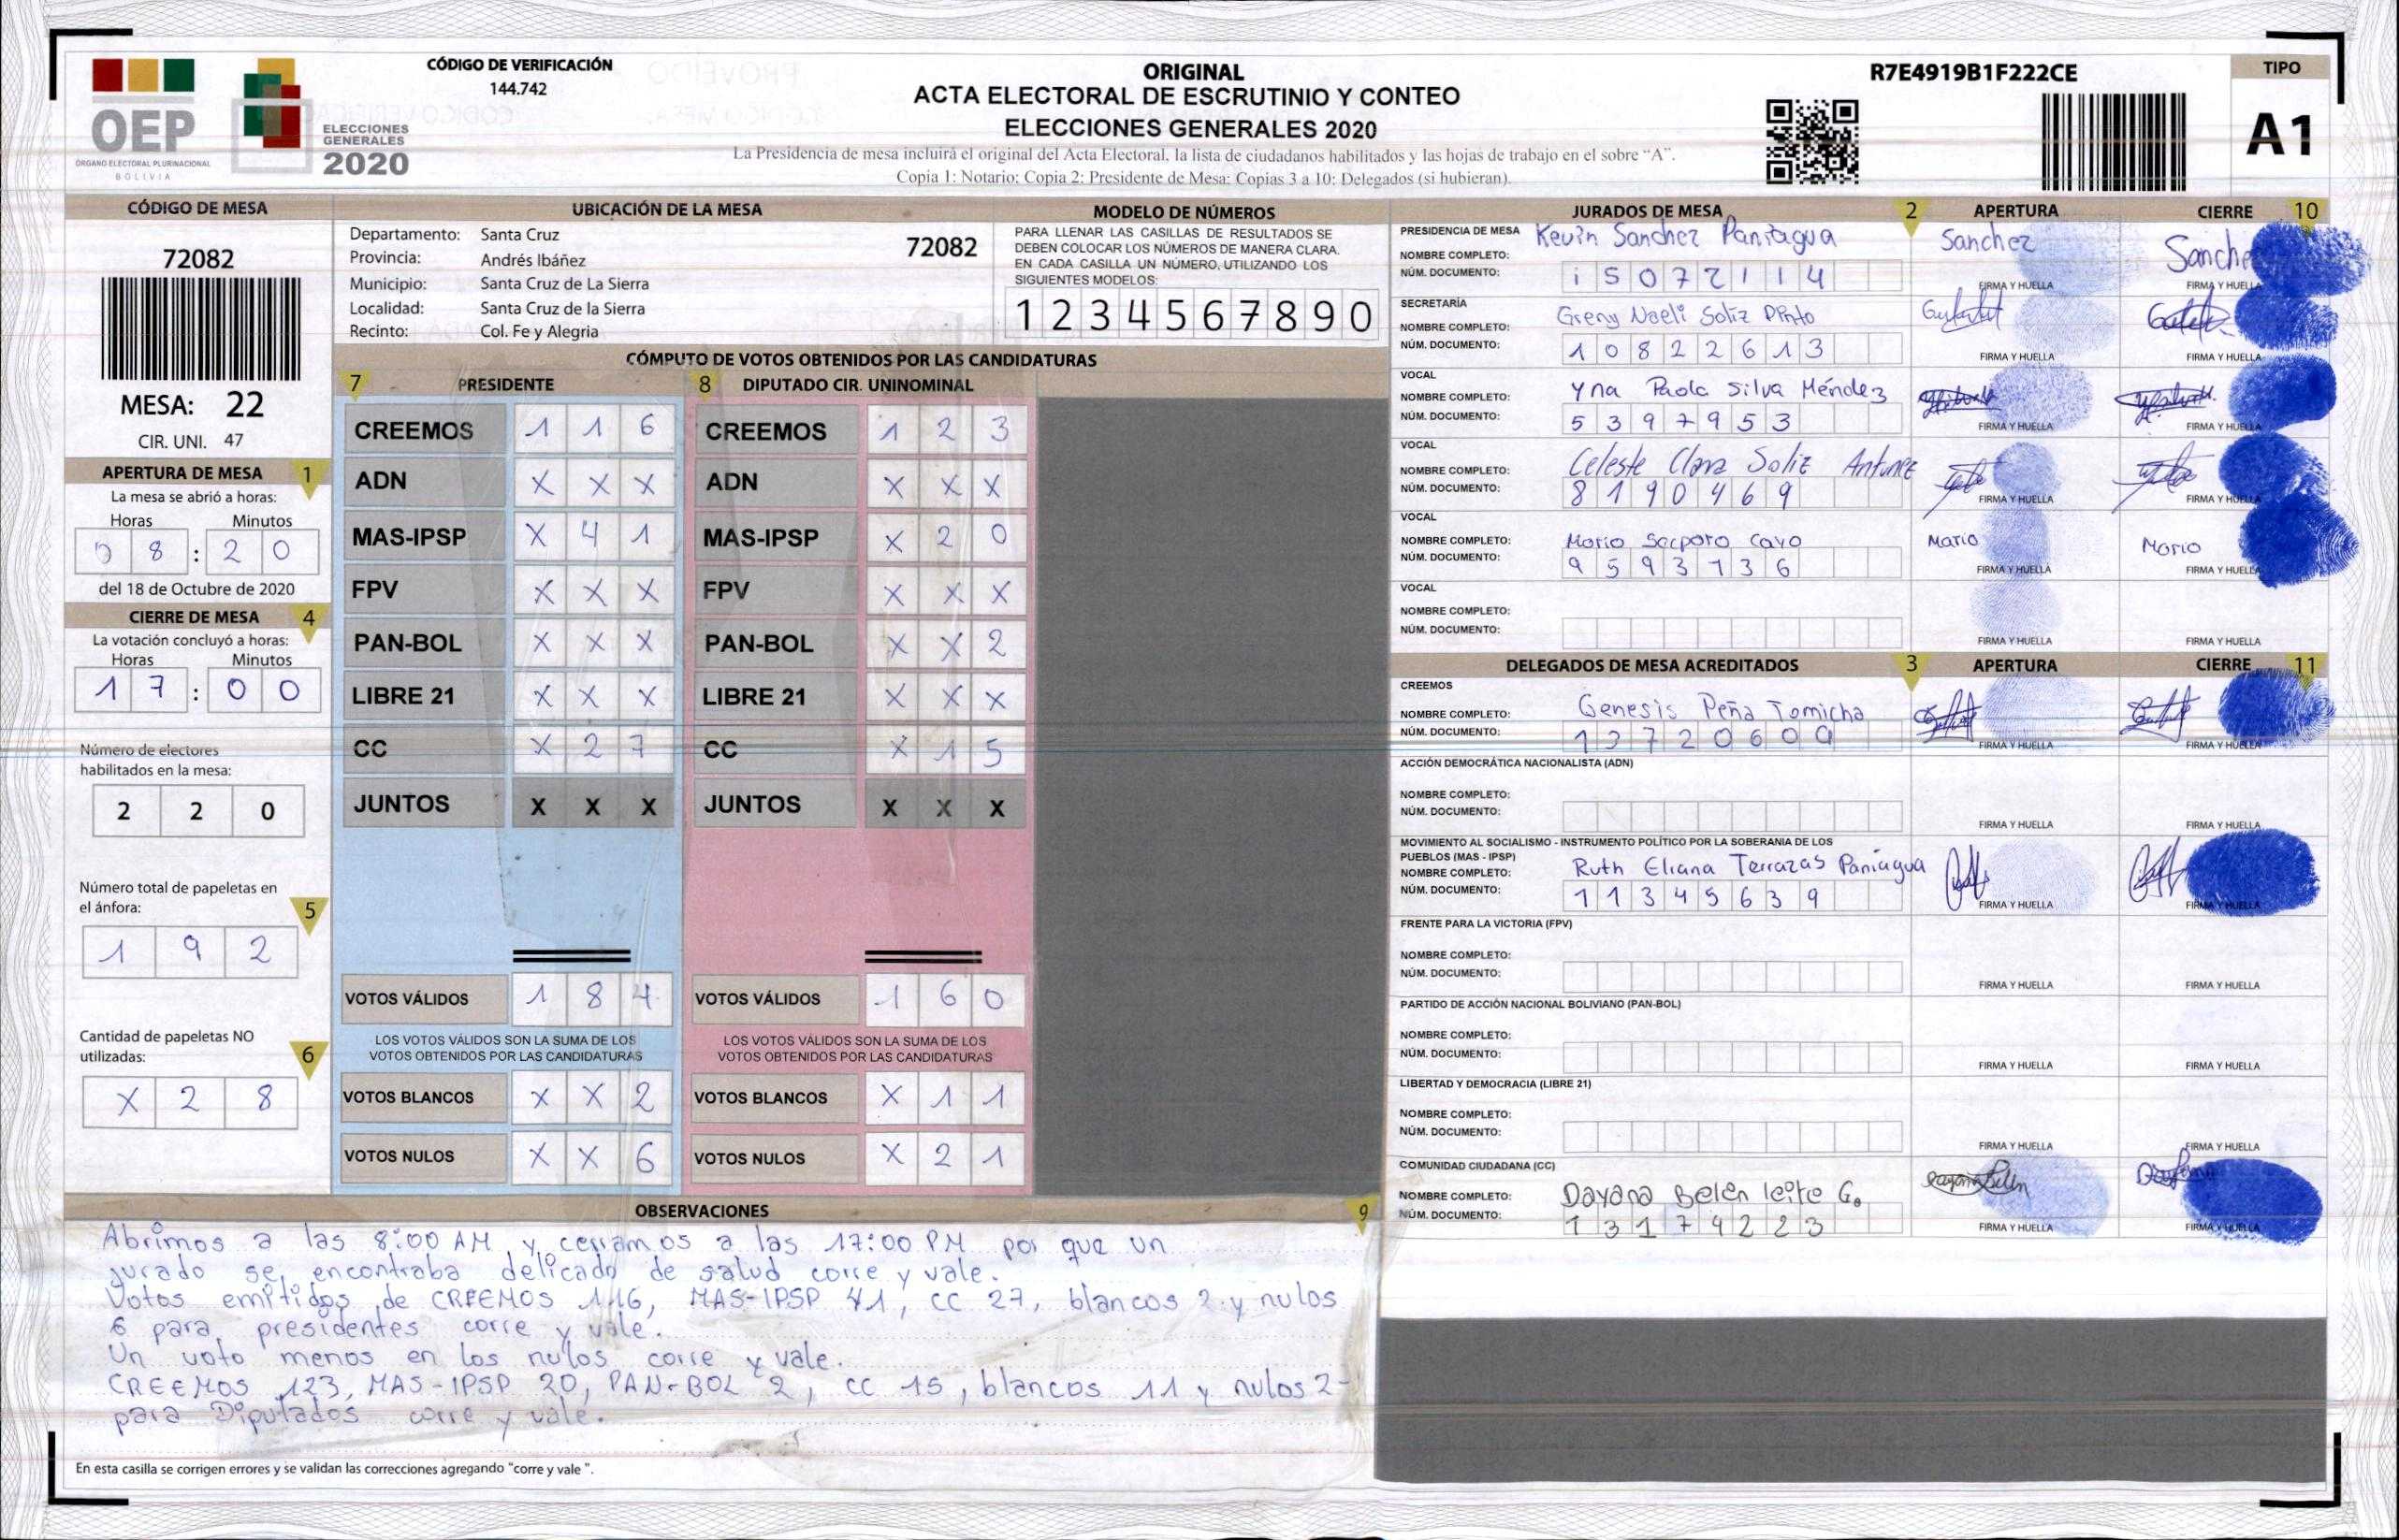 CÓDIGO DE VERIFICACIÓN
144.742
OEP
ÓRGANO ELECTORAL PLURINACIONAL
BOLIVIA
ELECCIONES
GENERALES
2020
ORIGINAL
ACTA ELECTORAL DE ESCRUTINIO Y CONTEO
ELECCIONES GENERALES 2020
La Presidencia de mesa incluirá el original del Acta Electoral, la lista de ciudadanos habilitados y las hojas de trabajo en el sobre "A".
Copia 1: Notario; Copia 2: Presidente de Mesa; Copias 3 a 10: Delegados (si hubieran).
R7E4919B1F222CE
TIPO
A1
CÓDIGO DE MESA
72082
MESA: 22
CIR. UNI. 47
APERTURA DE MESA 1
La mesa se abrió a horas:
Horas Minutos
0 8 : 2 0
del 18 de Octubre de 2020
CIERRE DE MESA 4
La votación concluyó a horas:
Horas Minutos
1 7 : 0 0
Número de electores
habilitados en la mesa:
2 2 0
Número total de papeletas en
el ánfora: 5
1 9 2
Cantidad de papeletas NO
utilizadas: 6
X 2 8
UBICACIÓN DE LA MESA
Departamento: Santa Cruz
72082
Provincia: Andrés Ibáñez
Municipio: Santa Cruz de La Sierra
Localidad: Santa Cruz de la Sierra
Recinto: Col. Fe y Alegria
MODELO DE NÚMEROS
PARA LLENAR LAS CASILLAS DE RESULTADOS SE
DEBEN COLOCAR LOS NÚMEROS DE MANERA CLARA.
EN CADA CASILLA UN NÚMERO, UTILIZANDO LOS
SIGUIENTES MODELOS:
1 2 3 4 5 6 7 8 9 0
CÓMPUTO DE VOTOS OBTENIDOS POR LAS CANDIDATURAS
7 PRESIDENTE
CREEMOS 1 1 6
ADN X X X
MAS-IPSP X 4 1
FPV X X X
PAN-BOL X X X
LIBRE 21 X X X
CC X 2 7
JUNTOS X X X
VOTOS VÁLIDOS 1 8 4
LOS VOTOS VÁLIDOS SON LA SUMA DE LOS
VOTOS OBTENIDOS POR LAS CANDIDATURAS
VOTOS BLANCOS X X 2
VOTOS NULOS X X 6
8 DIPUTADO CIR. UNINOMINAL
CREEMOS 1 2 3
ADN X X X
MAS-IPSP X 2 0
FPV X X X
PAN-BOL X X 2
LIBRE 21 X X X
CC X 1 5
JUNTOS X X X
VOTOS VÁLIDOS 1 6 0
LOS VOTOS VÁLIDOS SON LA SUMA DE LOS
VOTOS OBTENIDOS POR LAS CANDIDATURAS
VOTOS BLANCOS X 1 1
VOTOS NULOS X 2 1
OBSERVACIONES 9
Abrimos a las 8:00 AM y cerramos a las 17:00 PM por que un
jurado se encontraba delicado de salud corre y vale.
Votos emitidos de CREEMOS 116, MAS-IPSP 41, CC 27, blancos 2 y nulos
6 para presidentes corre y vale.
Un voto menos en los nulos corre y vale.
CREEMOS 123, MAS-IPSP 20, PAN-BOL 2, CC 15, blancos 11 y nulos 2
para Diputados corre y vale.
En esta casilla se corrigen errores y se validan las correcciones agregando "corre y vale ".
JURADOS DE MESA 2 APERTURA CIERRE 10
PRESIDENCIA DE MESA Kevin Sanchez Paniagua Sanchez Sanche
NOMBRE COMPLETO:
NÚM. DOCUMENTO: 1 5 0 7 2 1 1 4
FIRMA Y HUELLA FIRMA Y HUELLA
SECRETARÍA
NOMBRE COMPLETO: Greny Naeli Soliz Pinto
NÚM. DOCUMENTO: 1 0 8 2 2 6 1 3
FIRMA Y HUELLA FIRMA Y HUELLA
VOCAL
NOMBRE COMPLETO: Yna Paola Silva Méndez
NÚM. DOCUMENTO: 5 3 9 7 9 5 3
FIRMA Y HUELLA FIRMA Y HUELLA
VOCAL
NOMBRE COMPLETO: Celeste Clara Soliz Antunez
NÚM. DOCUMENTO: 8 1 9 0 4 6 9
FIRMA Y HUELLA FIRMA Y HUELLA
VOCAL
NOMBRE COMPLETO: Mario Sacparo Cayo Mario Mario
NÚM. DOCUMENTO: 9 5 9 3 7 3 6
FIRMA Y HUELLA FIRMA Y HUELLA
VOCAL
NOMBRE COMPLETO:
NÚM. DOCUMENTO:
FIRMA Y HUELLA FIRMA Y HUELLA
DELEGADOS DE MESA ACREDITADOS 3 APERTURA CIERRE 11
CREEMOS
NOMBRE COMPLETO: Genesis Peña Tomicha
NÚM. DOCUMENTO: 1 3 7 2 0 6 0 0
FIRMA Y HUELLA FIRMA Y HUELLA
ACCIÓN DEMOCRÁTICA NACIONALISTA (ADN)
NOMBRE COMPLETO:
NÚM. DOCUMENTO:
FIRMA Y HUELLA FIRMA Y HUELLA
MOVIMIENTO AL SOCIALISMO - INSTRUMENTO POLÍTICO POR LA SOBERANIA DE LOS
PUEBLOS (MAS - IPSP)
NOMBRE COMPLETO: Ruth Eliana Terrazas Paniagua
NÚM. DOCUMENTO: 1 1 3 4 5 6 3 9
FIRMA Y HUELLA FIRMA Y HUELLA
FRENTE PARA LA VICTORIA (FPV)
NOMBRE COMPLETO:
NÚM. DOCUMENTO:
FIRMA Y HUELLA FIRMA Y HUELLA
PARTIDO DE ACCIÓN NACIONAL BOLIVIANO (PAN-BOL)
NOMBRE COMPLETO:
NÚM. DOCUMENTO:
FIRMA Y HUELLA FIRMA Y HUELLA
LIBERTAD Y DEMOCRACIA (LIBRE 21)
NOMBRE COMPLETO:
NÚM. DOCUMENTO:
FIRMA Y HUELLA FIRMA Y HUELLA
COMUNIDAD CIUDADANA (CC)
NOMBRE COMPLETO: Dayana Belen leite G.
NÚM. DOCUMENTO: 1 3 1 7 4 2 2 3
FIRMA Y HUELLA FIRMA Y HUELLA